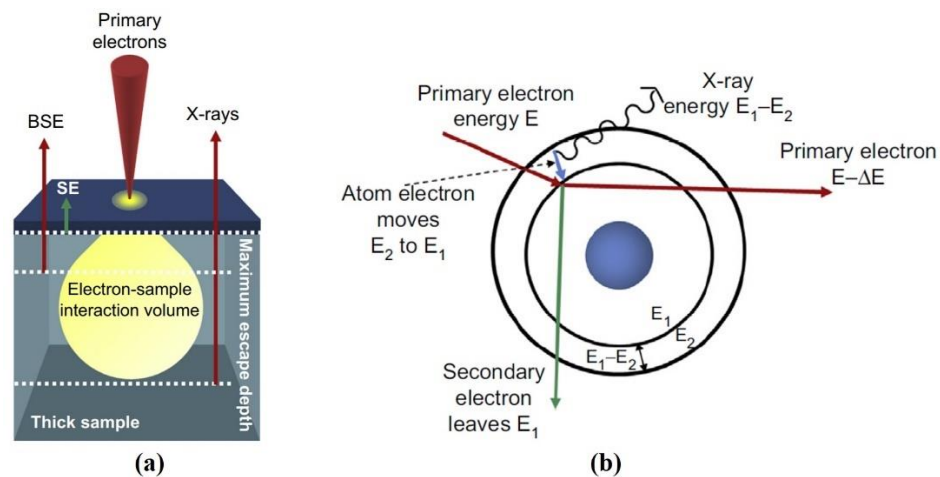 Primary
electrons
BSE
X-rays
SE
Electron-sample
interaction volume
Maximum escape depth
Thick sample
(a)
X-ray
energy E₁–E₂
Primary electron
energy E
Primary electron
E–ΔE
Atom electron
moves
E₂ to E₁
E₁
E₂
E₁–E₂
Secondary
electron
leaves E₁
(b)